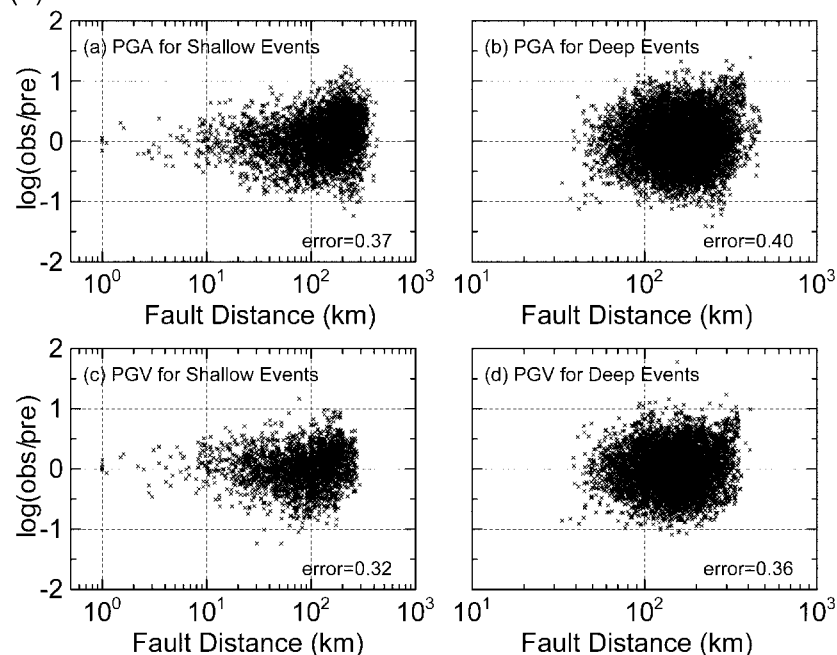 2
(a) PGA for Shallow Events
(b) PGA for Deep Events
1
0
-1
-2
log(obs/pre)
error=0.37
error=0.40
10^0 10^1 10^2 10^3
10^1 10^2 10^3
Fault Distance (km)
Fault Distance (km)
2
(c) PGV for Shallow Events
(d) PGV for Deep Events
1
0
-1
-2
log(obs/pre)
error=0.32
error=0.36
10^0 10^1 10^2 10^3
10^1 10^2 10^3
Fault Distance (km)
Fault Distance (km)